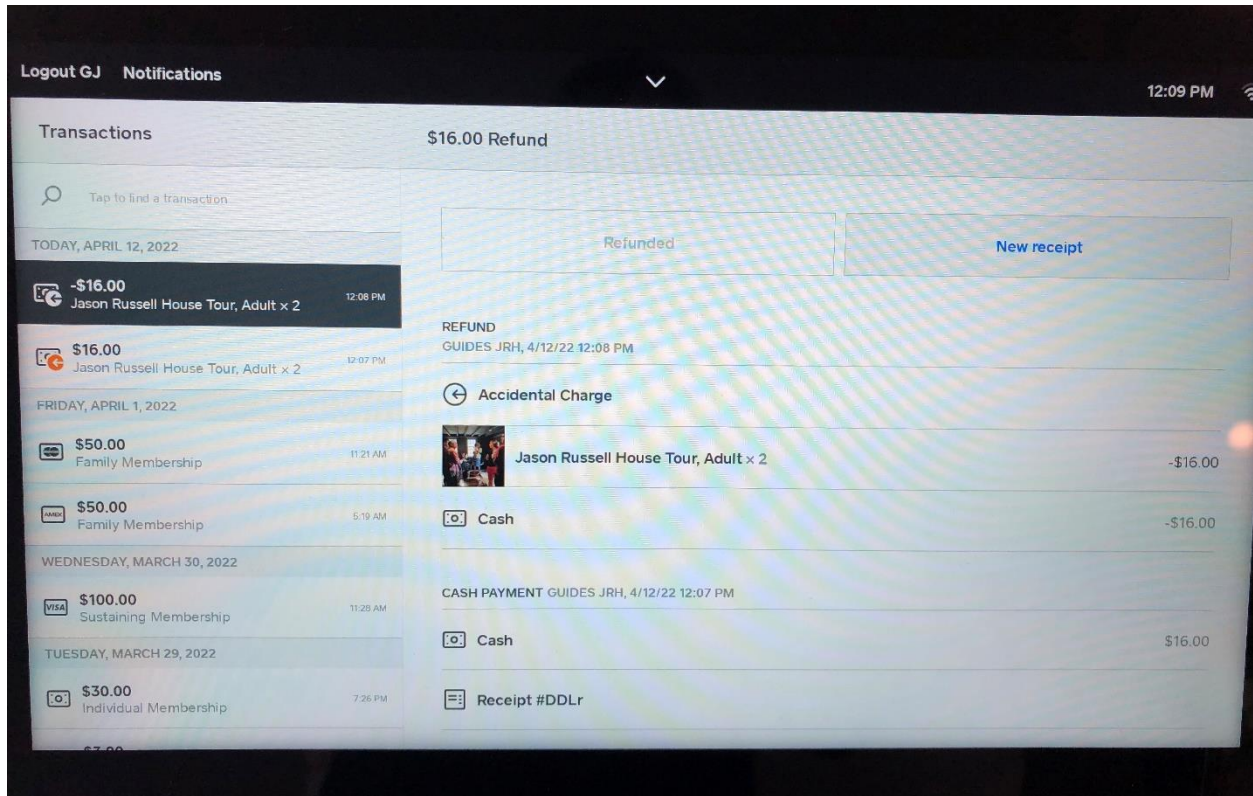 Logout GJ Notifications
12:09 PM
Transactions
$16.00 Refund
Tap to find a transaction
Refunded
New receipt
TODAY, APRIL 12, 2022
-$16.00
Jason Russell House Tour, Adult × 2
12:08 PM
$16.00
Jason Russell House Tour, Adult × 2
12:07 PM
FRIDAY, APRIL 1, 2022
$50.00
Family Membership
11:21 AM
AMEX
$50.00
Family Membership
5:19 AM
WEDNESDAY, MARCH 30, 2022
VISA
$100.00
Sustaining Membership
11:28 AM
TUESDAY, MARCH 29, 2022
$30.00
Individual Membership
7:26 PM
REFUND
GUIDES JRH, 4/12/22 12:08 PM
Accidental Charge
Jason Russell House Tour, Adult × 2
-$16.00
Cash
-$16.00
CASH PAYMENT GUIDES JRH, 4/12/22 12:07 PM
Cash
$16.00
Receipt #DDLr